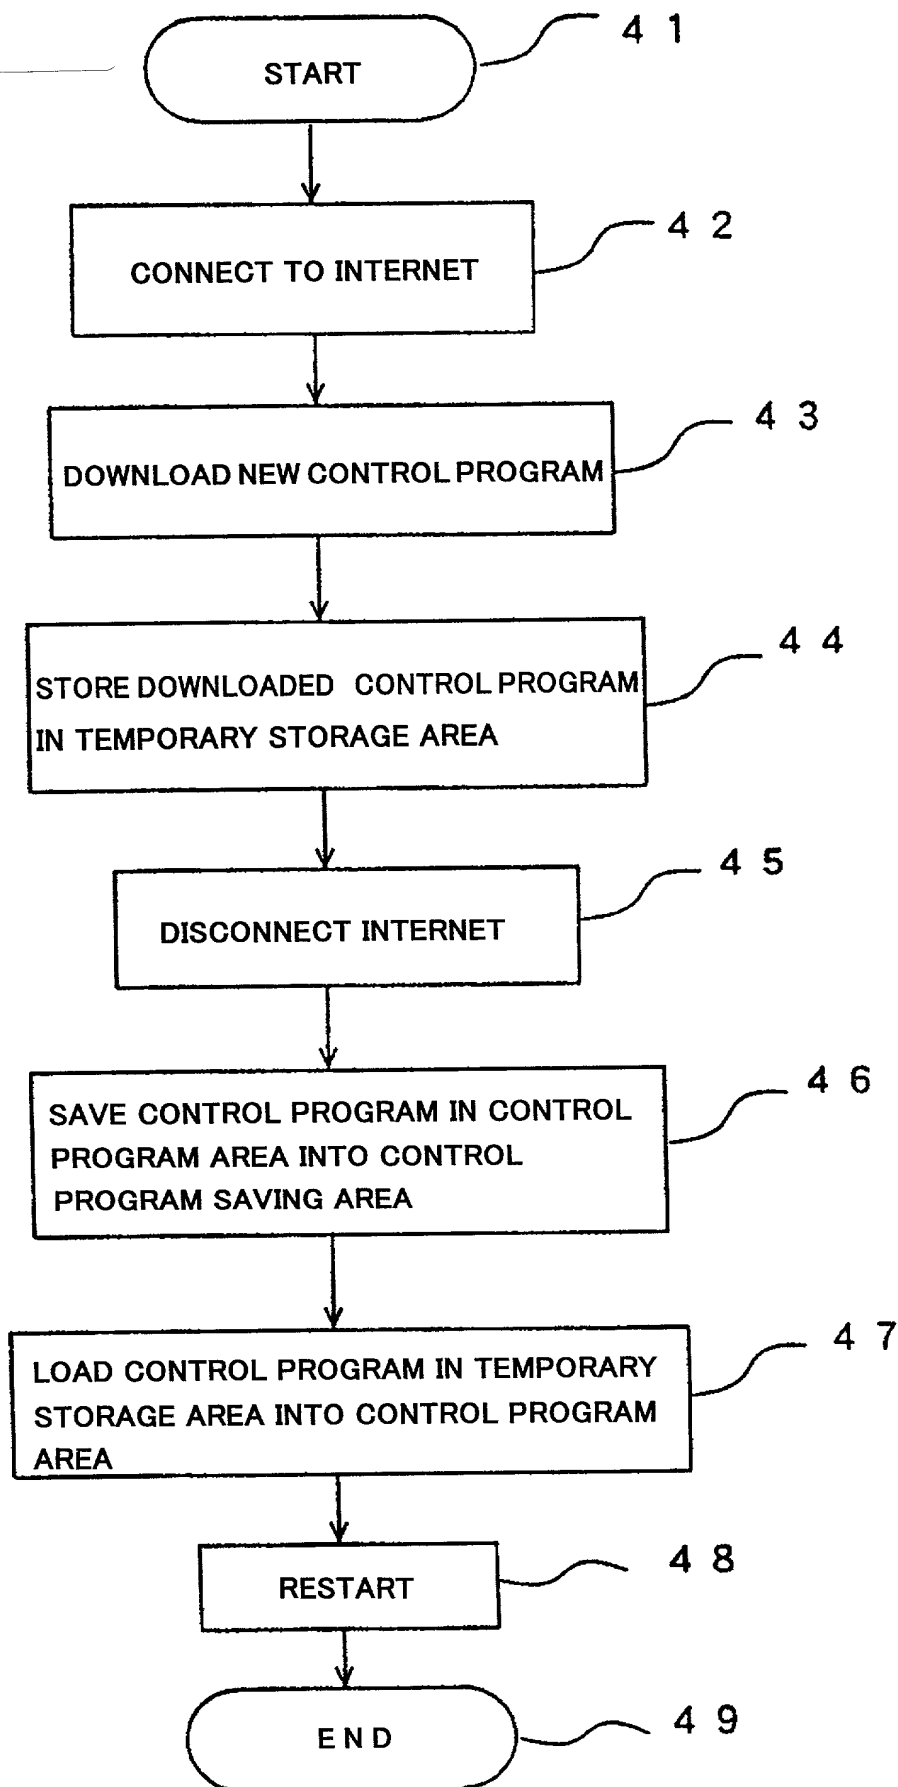 41
START
42
CONNECT TO INTERNET
43
DOWNLOAD NEW CONTROL PROGRAM
44
STORE DOWNLOADED CONTROL PROGRAM
IN TEMPORARY STORAGE AREA
45
DISCONNECT INTERNET
46
SAVE CONTROL PROGRAM IN CONTROL
PROGRAM AREA INTO CONTROL
PROGRAM SAVING AREA
47
LOAD CONTROL PROGRAM IN TEMPORARY
STORAGE AREA INTO CONTROL PROGRAM
AREA
48
RESTART
49
END